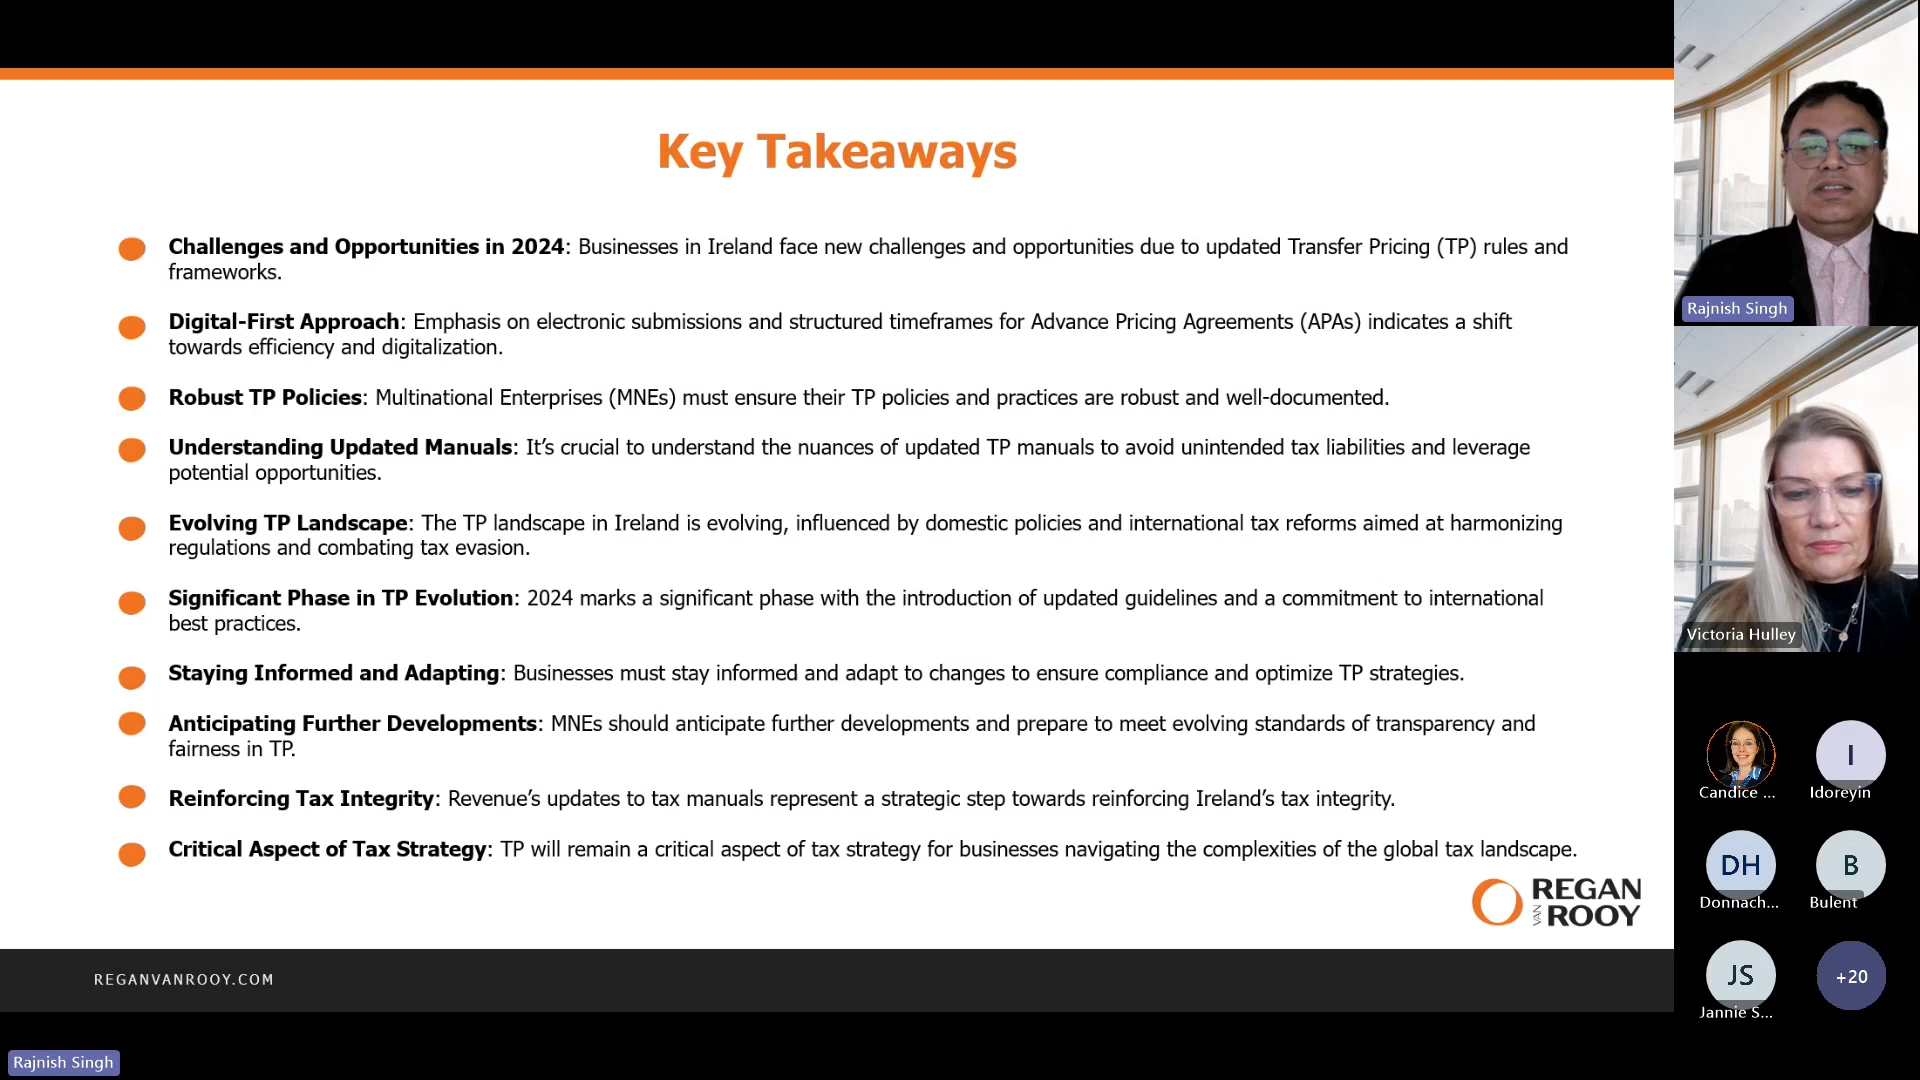 Key Takeaways
Challenges and Opportunities in 2024: Businesses in Ireland face new challenges and opportunities due to updated Transfer Pricing (TP) rules and
frameworks.
Digital-First Approach: Emphasis on electronic submissions and structured timeframes for Advance Pricing Agreements (APAs) indicates a shift
towards efficiency and digitalization.
Robust TP Policies: Multinational Enterprises (MNEs) must ensure their TP policies and practices are robust and well-documented.
Understanding Updated Manuals: It’s crucial to understand the nuances of updated TP manuals to avoid unintended tax liabilities and leverage
potential opportunities.
Evolving TP Landscape: The TP landscape in Ireland is evolving, influenced by domestic policies and international tax reforms aimed at harmonizing
regulations and combating tax evasion.
Significant Phase in TP Evolution: 2024 marks a significant phase with the introduction of updated guidelines and a commitment to international
best practices.
Staying Informed and Adapting: Businesses must stay informed and adapt to changes to ensure compliance and optimize TP strategies.
Anticipating Further Developments: MNEs should anticipate further developments and prepare to meet evolving standards of transparency and
fairness in TP.
Reinforcing Tax Integrity: Revenue’s updates to tax manuals represent a strategic step towards reinforcing Ireland’s tax integrity.
Critical Aspect of Tax Strategy: TP will remain a critical aspect of tax strategy for businesses navigating the complexities of the global tax landscape.
REGAN
VAN ROOY
REGANVANROOY.COM
Rajnish Singh
Rajnish Singh
Victoria Hulley
Candice ...
I
Idoreyin
DH
Donnach...
B
Bulent
JS
Jannie S...
+20